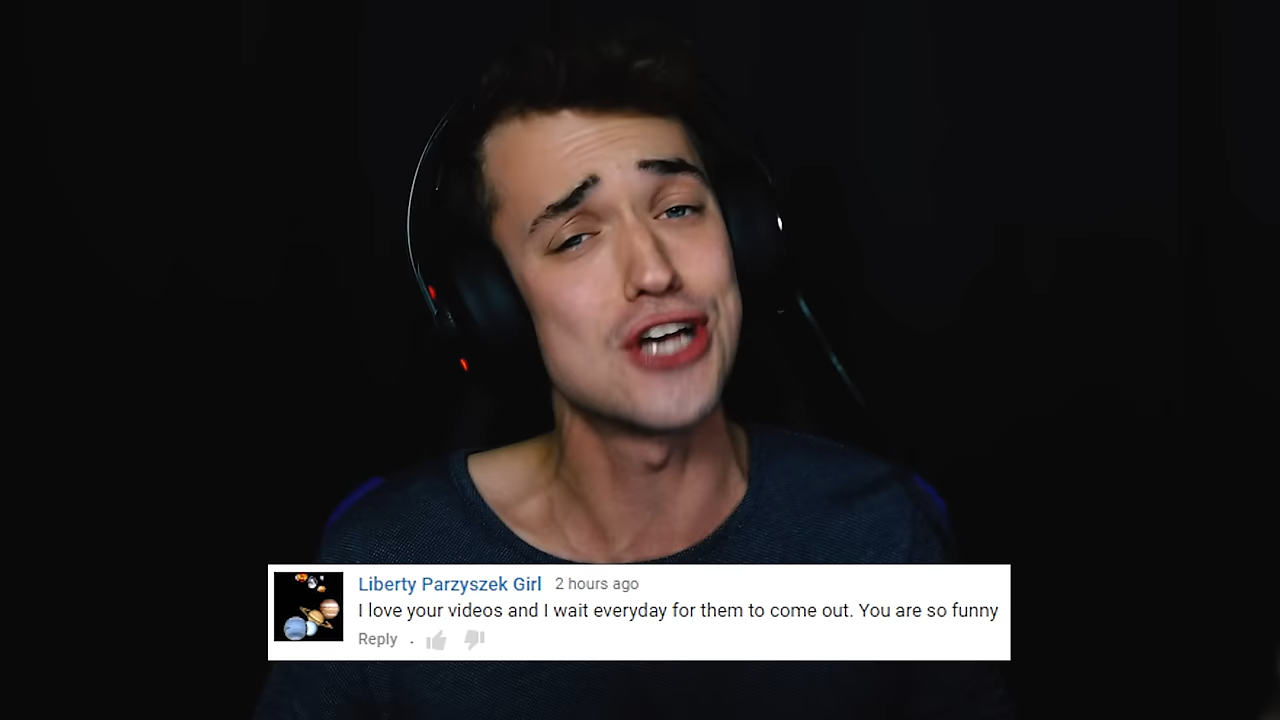 Liberty Parzyszek Girl 2 hours ago
I love your videos and I wait everyday for them to come out. You are so funny
Reply .